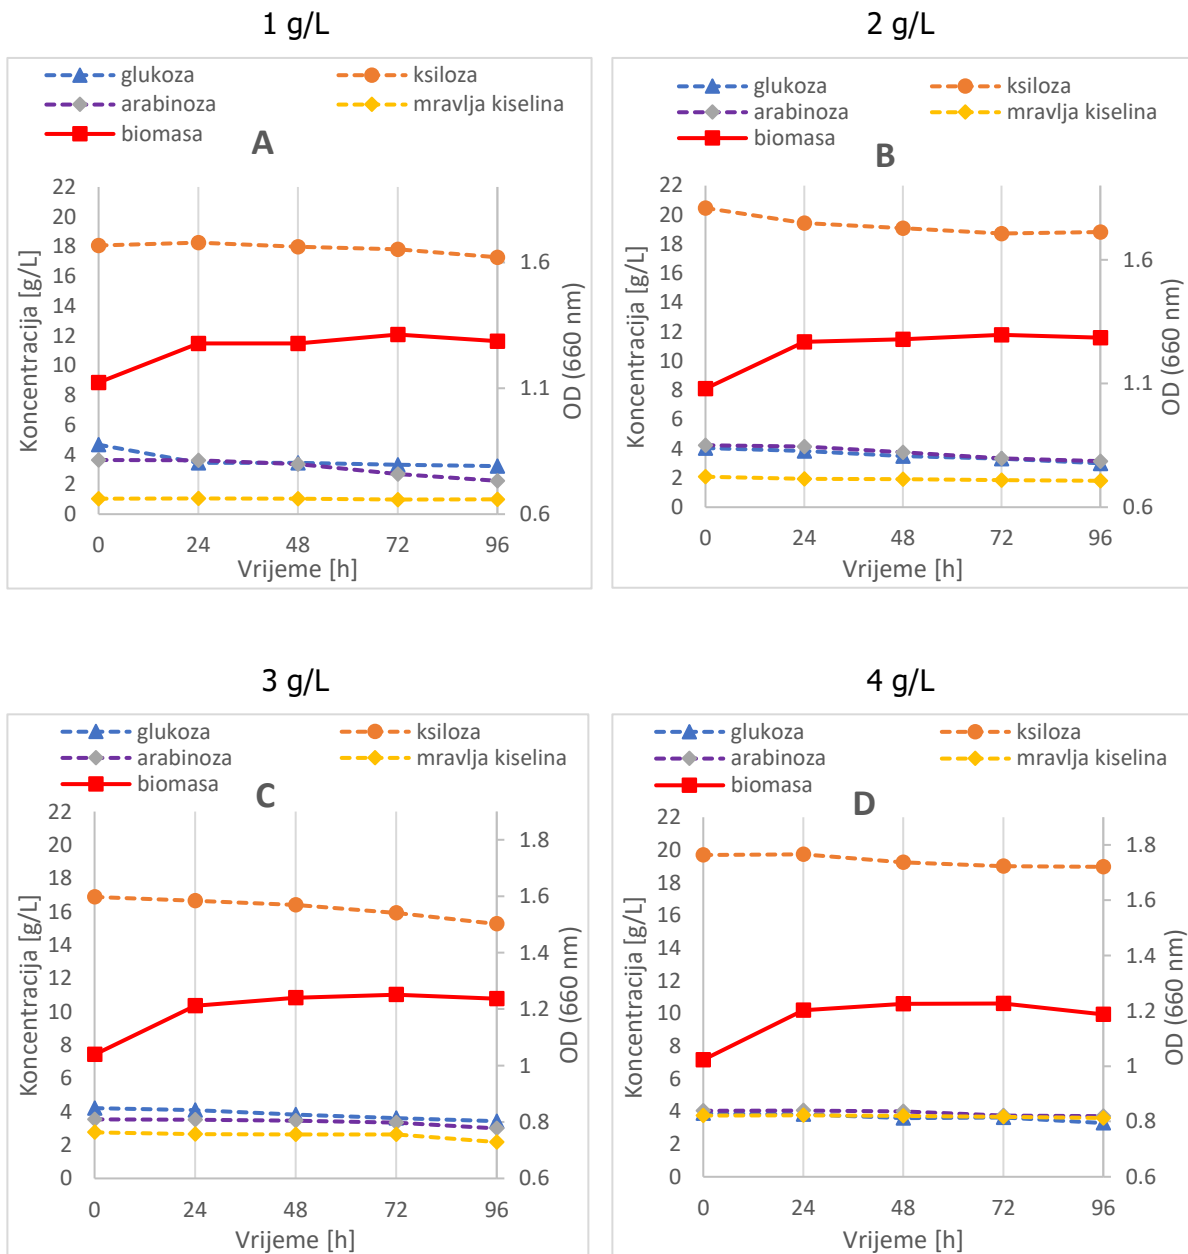 1 g/L
glukoza
ksiloza
arabinoza
mravlja kiselina
biomasa
A
22
20
18
16
14
12
10
8
6
4
2
0
Koncentracija [g/L]
1.6
1.1
0.6
OD (660 nm)
0 24 48 72 96
Vrijeme [h]
2 g/L
glukoza
ksiloza
arabinoza
mravlja kiselina
biomasa
B
22
20
18
16
14
12
10
8
6
4
2
0
Koncentracija [g/L]
1.6
1.1
0.6
OD (660 nm)
0 24 48 72 96
Vrijeme [h]
3 g/L
glukoza
ksiloza
arabinoza
mravlja kiselina
biomasa
C
22
20
18
16
14
12
10
8
6
4
2
0
Koncentracija [g/L]
1.8
1.6
1.4
1.2
1
0.8
0.6
OD (660 nm)
0 24 48 72 96
Vrijeme [h]
4 g/L
glukoza
ksiloza
arabinoza
mravlja kiselina
biomasa
D
22
20
18
16
14
12
10
8
6
4
2
0
Koncentracija [g/L]
1.8
1.6
1.4
1.2
1
0.8
0.6
OD (660 nm)
0 24 48 72 96
Vrijeme [h]